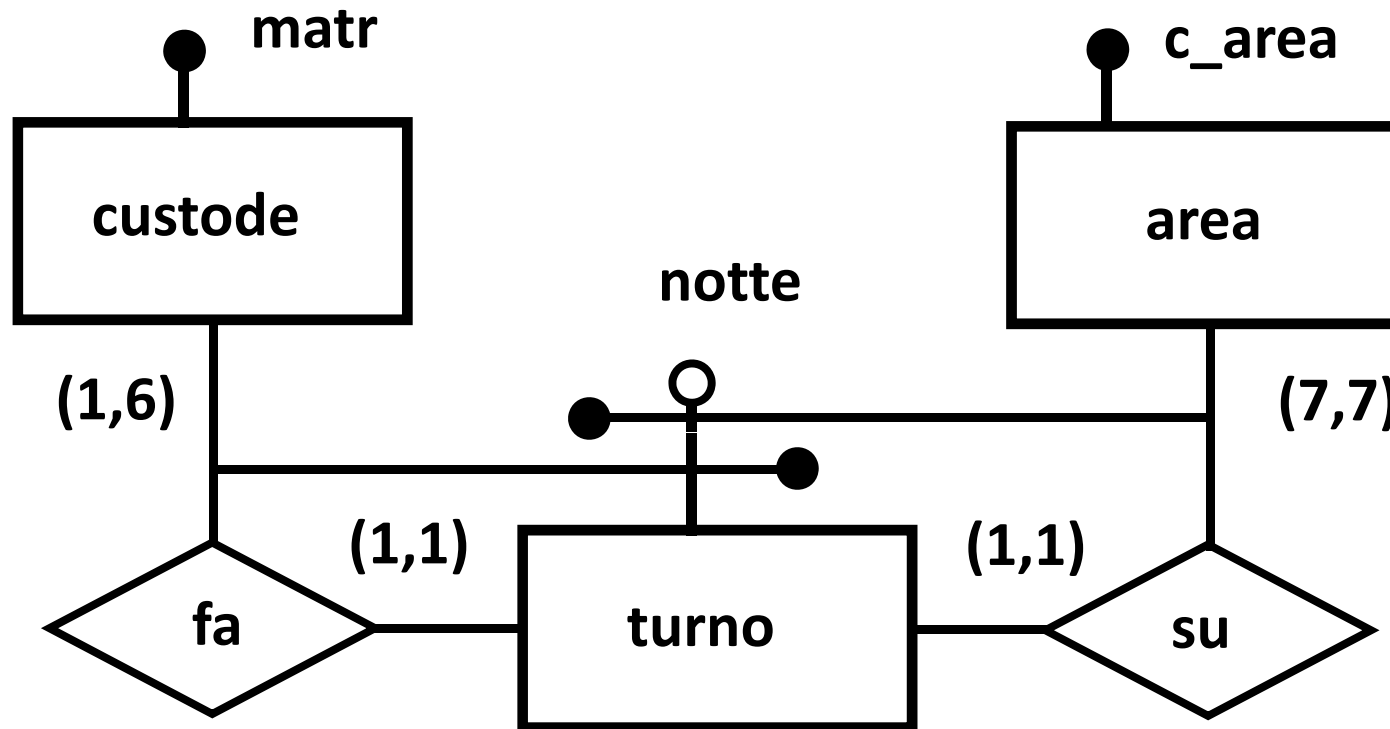 matr
c_area
custode
area
notte
(1,6)
(7,7)
(1,1)
(1,1)
fa
turno
su